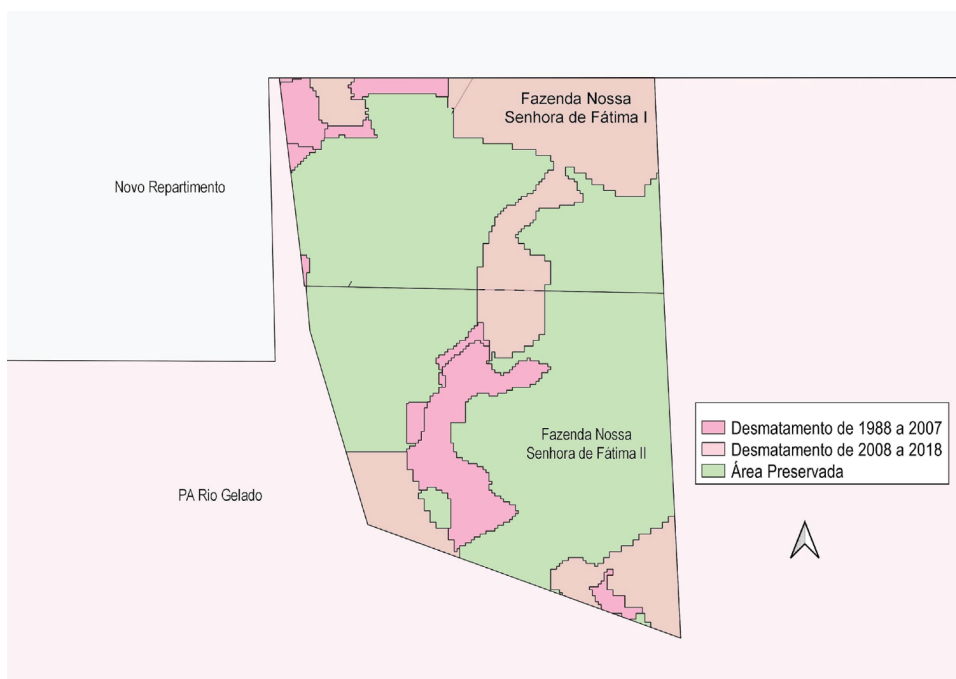 Fazenda Nossa
Senhora de Fátima I
Novo Repartimento
Desmatamento de 1988 a 2007
Desmatamento de 2008 a 2018
Área Preservada
Fazenda Nossa
Senhora de Fátima II
PA Rio Gelado